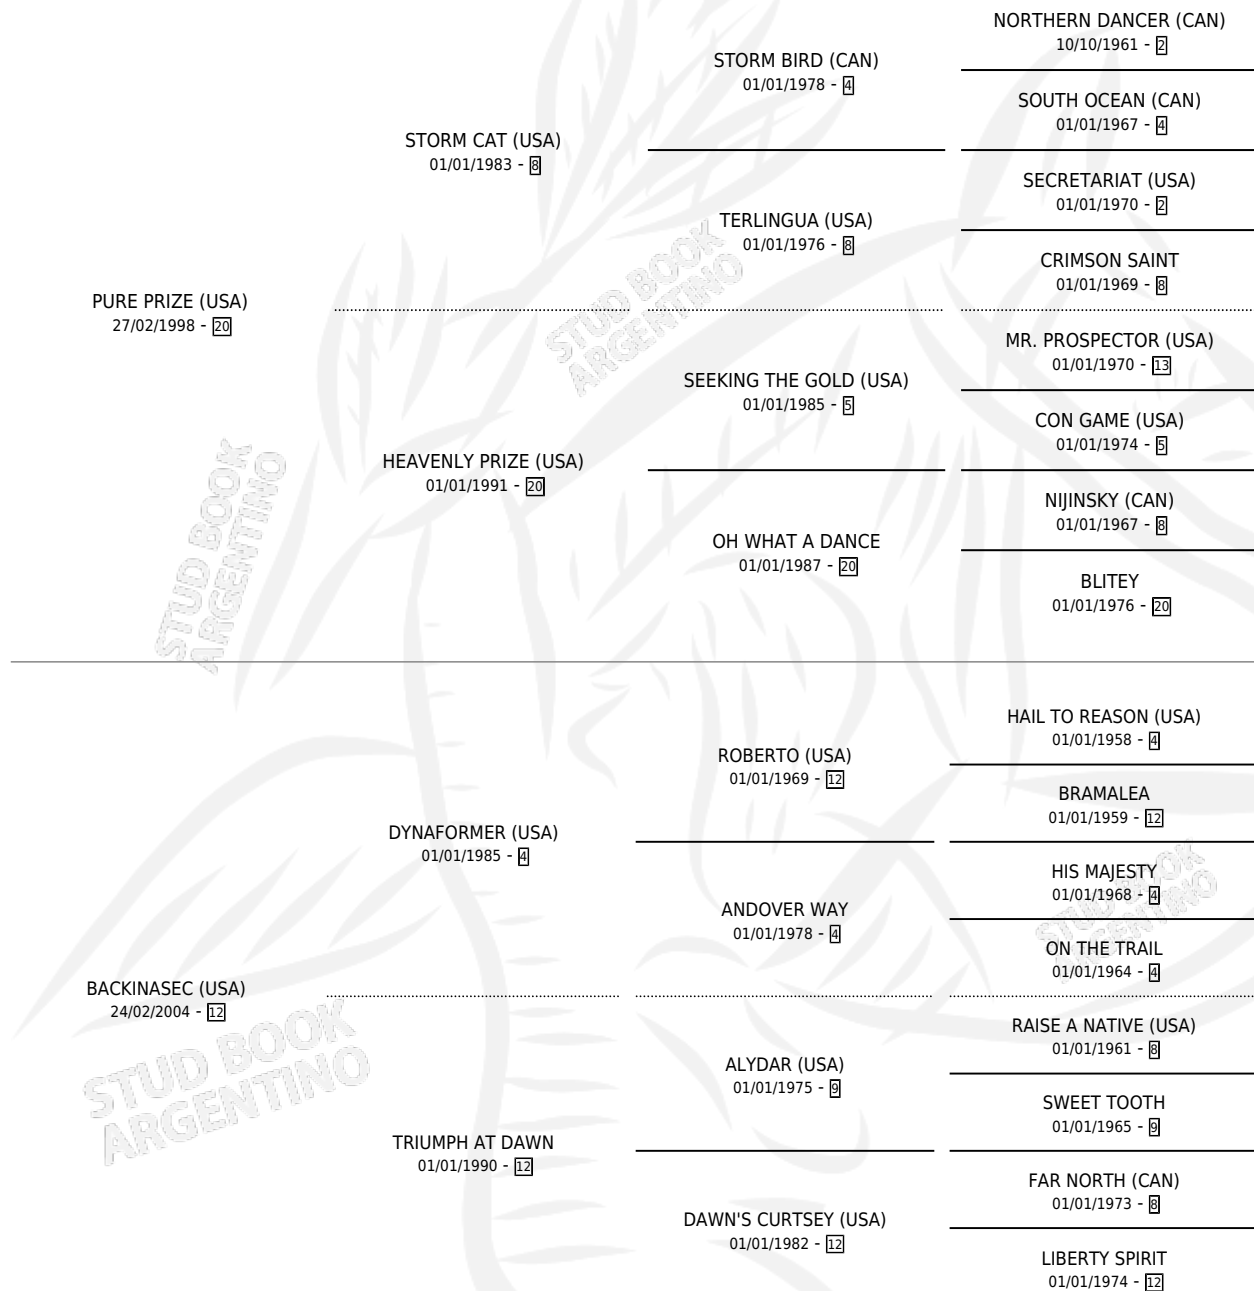 NORTHERN DANCER (CAN)
10/10/1961 - 2
STORM BIRD (CAN)
01/01/1978 - 4
SOUTH OCEAN (CAN)
01/01/1967 - 4
STORM CAT (USA)
01/01/1983 - 8
SECRETARIAT (USA)
01/01/1970 - 2
TERLINGUA (USA)
01/01/1976 - 8
CRIMSON SAINT
01/01/1969 - 8
PURE PRIZE (USA)
27/02/1998 - 20
MR. PROSPECTOR (USA)
01/01/1970 - 13
SEEKING THE GOLD (USA)
01/01/1985 - 5
CON GAME (USA)
01/01/1974 - 5
HEAVENLY PRIZE (USA)
01/01/1991 - 20
NIJINSKY (CAN)
01/01/1967 - 8
OH WHAT A DANCE
01/01/1987 - 20
BLITEY
01/01/1976 - 20
HAIL TO REASON (USA)
01/01/1958 - 4
ROBERTO (USA)
01/01/1969 - 12
BRAMALEA
01/01/1959 - 12
DYNAFORMER (USA)
01/01/1985 - 4
HIS MAJESTY
01/01/1968 - 4
ANDOVER WAY
01/01/1978 - 4
ON THE TRAIL
01/01/1964 - 4
BACKINASEC (USA)
24/02/2004 - 12
RAISE A NATIVE (USA)
01/01/1961 - 8
ALYDAR (USA)
01/01/1975 - 9
SWEET TOOTH
01/01/1965 - 9
TRIUMPH AT DAWN
01/01/1990 - 12
FAR NORTH (CAN)
01/01/1973 - 8
DAWN'S CURTSEY (USA)
01/01/1982 - 12
LIBERTY SPIRIT
01/01/1974 - 12
STUD BOOK
ARGENTINO
STUD BOOK
ARGENTINO
STUD BOOK
ARGENTINO
STUD BOOK
ARGENTINO